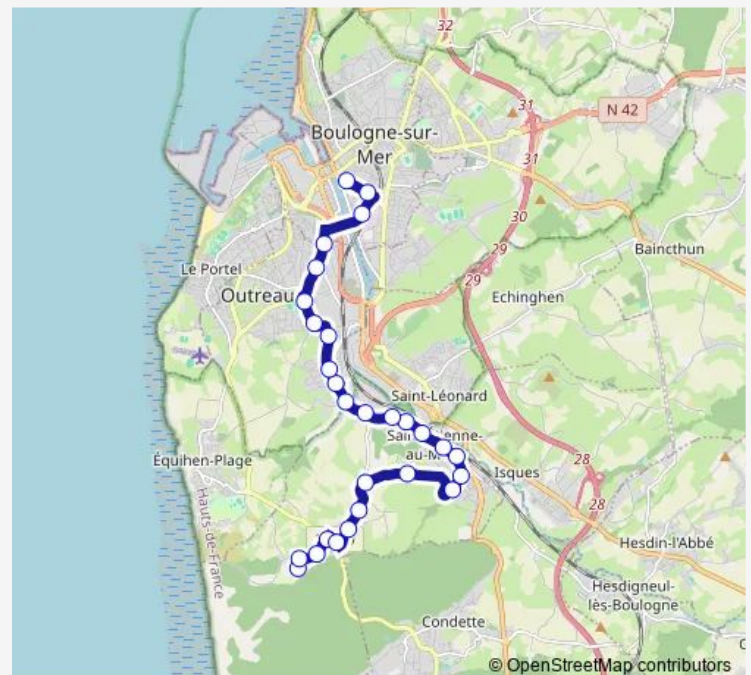 32
31
N 42
Boulogne-sur-
Mer
31
30
Baincthun
29
Le Portel
29
Outreau
Echinghen
Saint-Léonard
28
Équihen-Plage
Isques
28
Hauts-de-France
Hesdin-l'Abbé
Hesdigneul-
lès-Boulogne
Condette
© OpenStreetMap contributors